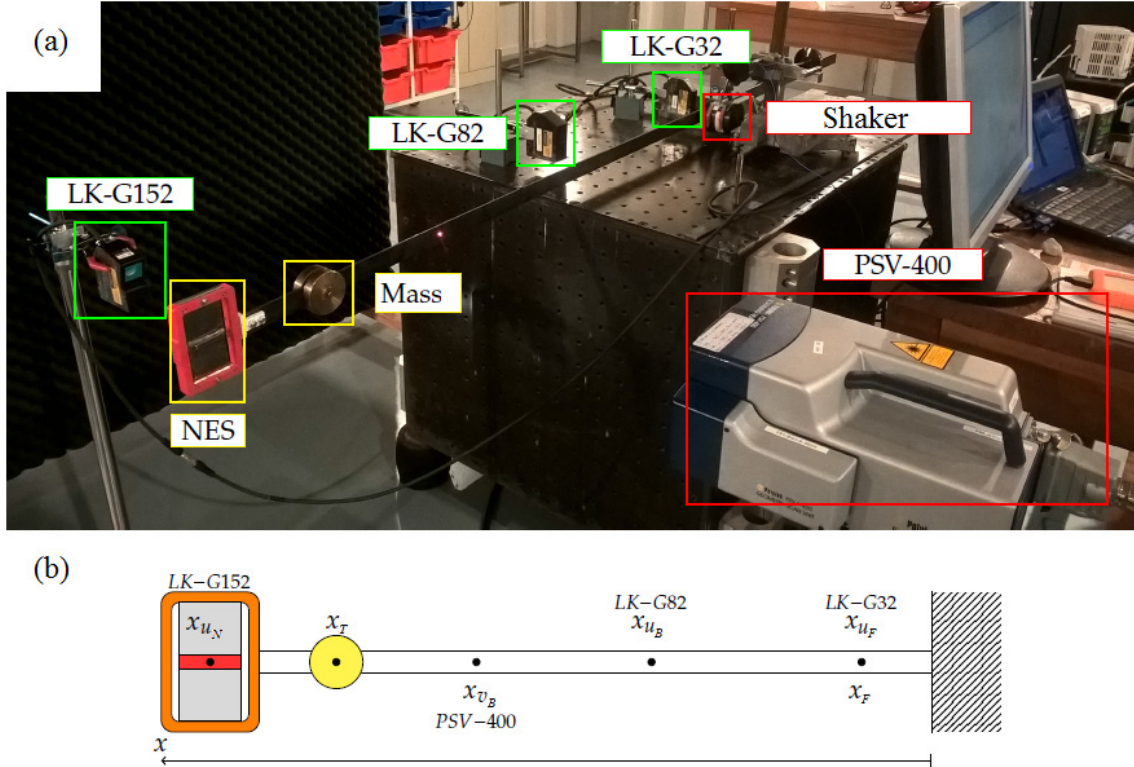 (a)
LK-G32
LK-G82
Shaker
LK-G152
PSV-400
Mass
NES
(b)
LK-G152
LK-G82
LK-G32
x_{u_N}
x_T
x_{u_B}
x_{u_F}
x_{v_B}
x_F
PSV-400
x